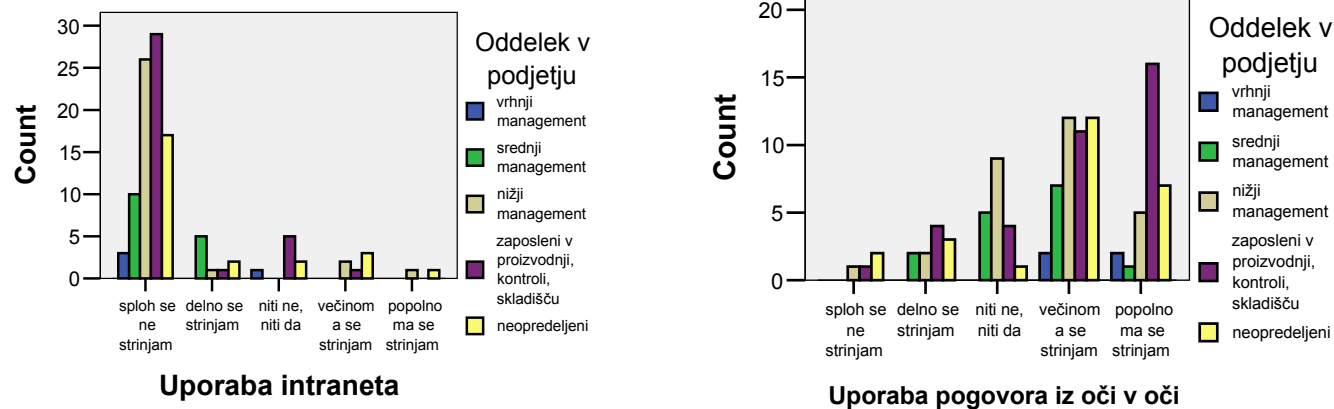 30
25
20
15
10
5
0
Count
sploh se
ne
strinjam
delno se
strinjam
niti ne,
niti da
večinom
a se
strinjam
popolno
ma se
strinjam
Uporaba intraneta
Oddelek v
podjetju
vrhnji
management
srednji
management
nižji
management
zaposleni v
proizvodnji,
kontroli,
skladišču
neopredeljeni
20
15
10
5
0
Count
sploh se
ne
strinjam
delno se
strinjam
niti ne,
niti da
večinom
a se
strinjam
popolno
ma se
strinjam
Uporaba pogovora iz oči v oči
Oddelek v
podjetju
vrhnji
management
srednji
management
nižji
management
zaposleni v
proizvodnji,
kontroli,
skladišču
neopredeljeni